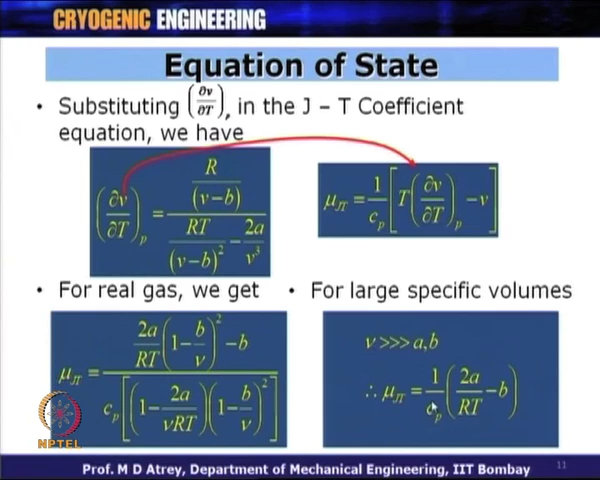 CRYOGENIC ENGINEERING
Equation of State
• Substituting (∂v/∂T)p in the J – T Coefficient
equation, we have
(∂v/∂T)p = (R/(v−b)) / (RT/(v−b)² − 2a/v³)
μJT = 1/cp [T(∂v/∂T)p − v]
• For real gas, we get
• For large specific volumes
μJT = (2a/RT (1 − b/v)² − b) / (cp[(1 − 2a/vRT)(1 − b/v)²])
v >>> a,b
∴ μJT = 1/cp (2a/RT − b)
NPTEL
Prof. M D Atrey, Department of Mechanical Engineering, IIT Bombay
11